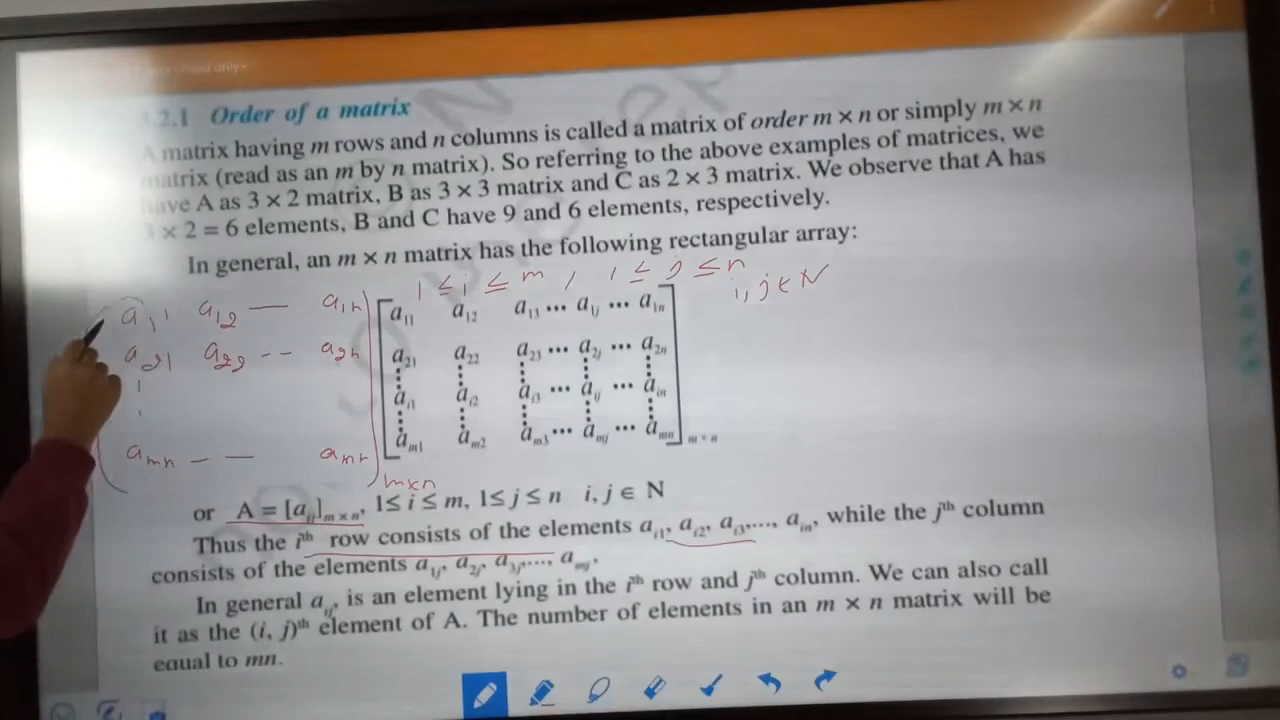 <Read only>
.2.1 Order of a matrix
A matrix having m rows and n columns is called a matrix of order m × n or simply m × n
matrix (read as an m by n matrix). So referring to the above examples of matrices, we
have A as 3 × 2 matrix, B as 3 × 3 matrix and C as 2 × 3 matrix. We observe that A has
3 × 2 = 6 elements, B and C have 9 and 6 elements, respectively.
In general, an m × n matrix has the following rectangular array:
1 ≤ i ≤ m , 1 ≤ j ≤ n
i, j ∈ N
a11 a12 — a1n
a21 a22 -- a2n
amn - — amn
m×n
a11 a12 a13 ... a1j ... a1n
a21 a22 a23 ... a2j ... a2n
ai1 ai2 ai3 ... aij ... ain
am1 am2 am3 ... amj ... amn
m × n
or A = [aij]m × n, 1≤ i ≤ m, 1≤ j ≤ n i, j ∈ N
Thus the ith row consists of the elements ai1, ai2, ai3,..., ain, while the jth column
consists of the elements a1j, a2j, a3j,..., amj.
In general aij, is an element lying in the ith row and jth column. We can also call
it as the (i, j)th element of A. The number of elements in an m × n matrix will be
equal to mn.